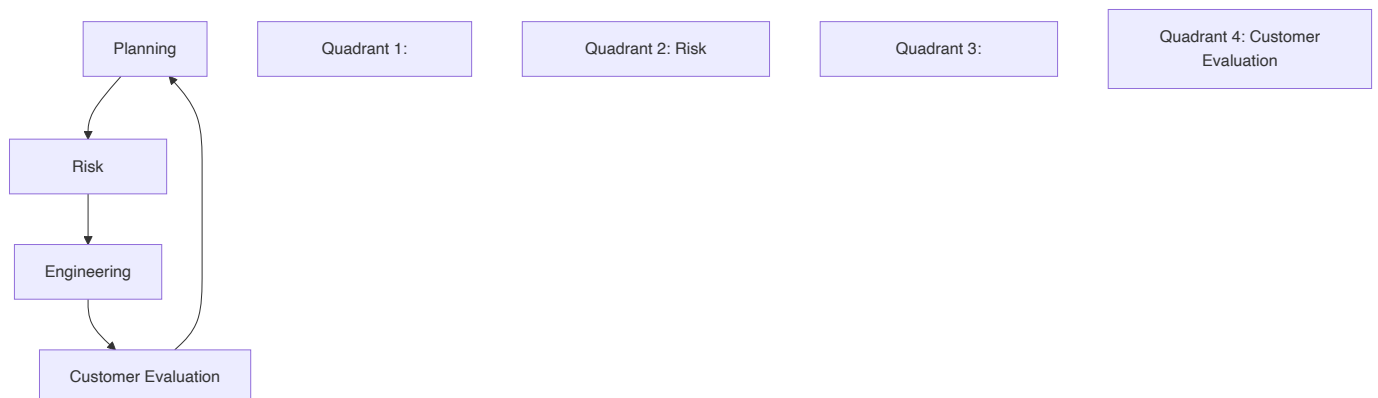 Planning
Quadrant 1:
Quadrant 2: Risk
Quadrant 3:
Quadrant 4: Customer
Evaluation
Risk
Engineering
Customer Evaluation